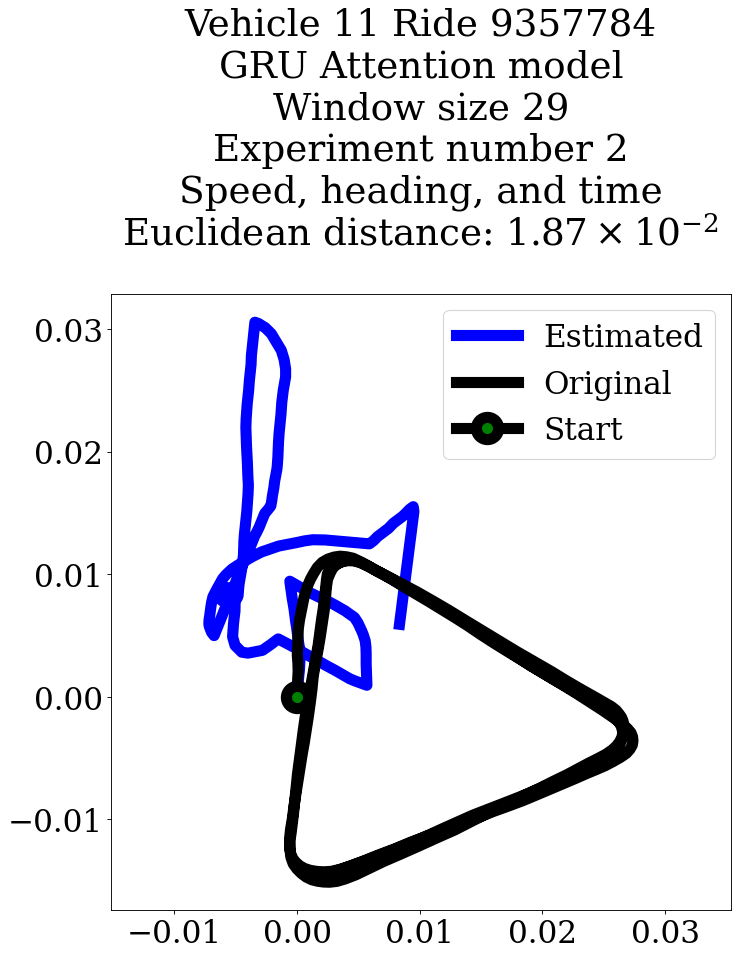 Vehicle 11 Ride 9357784
GRU Attention model
Window size 29
Experiment number 2
Speed, heading, and time
Euclidean distance: 1.87 × 10⁻²
Estimated
Original
Start
0.03
0.02
0.01
0.00
−0.01
−0.01 0.00 0.01 0.02 0.03